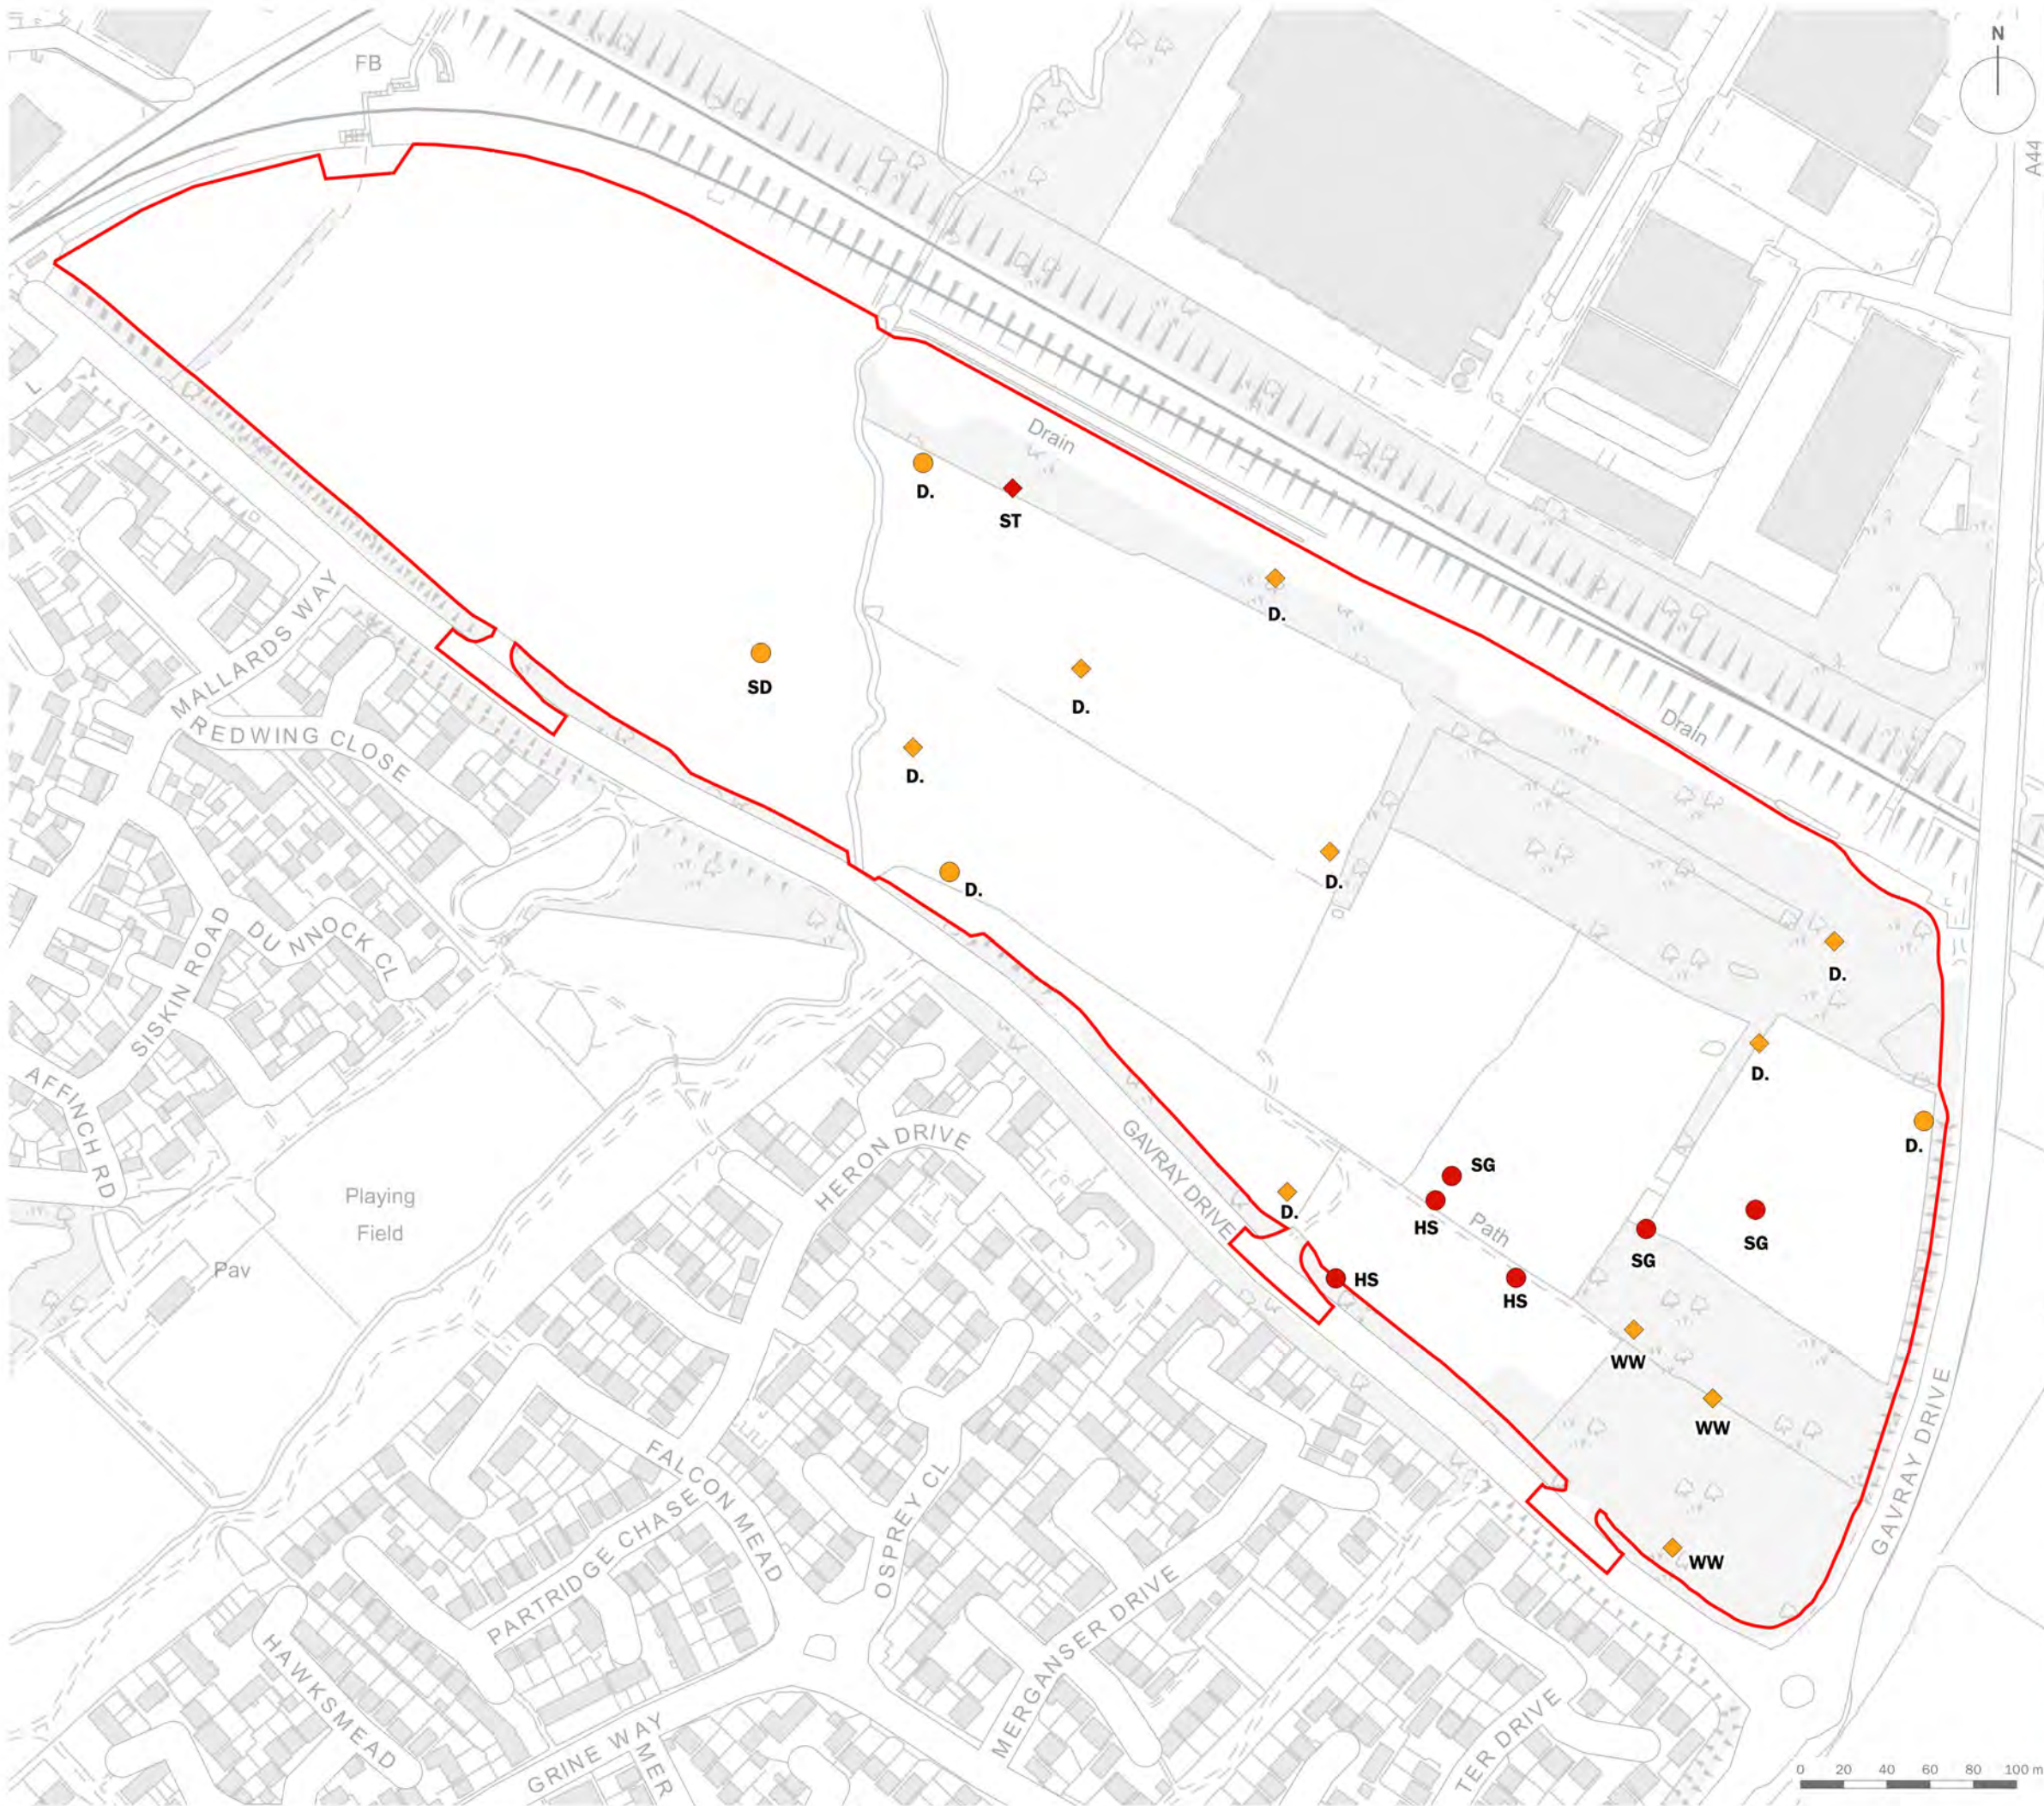 N
FB
A44
L
Drain
D.
ST
D.
MALLARDS WAY
SD
D.
REDWING CLOSE
Drain
D.
D.
D.
DUNNOCK CL
SISKIN ROAD
D.
D.
AFFINCH RD
HERON DRIVE
GAVRAY DRIVE
D.
SG
Playing
Field
D.
HS
Path
SG
SG
Pav
HS
HS
WW
WW
GAVRAY DRIVE
FALCON MEAD
PARTRIDGE CHASE
OSPREY CL
WW
MERGANSER DRIVE
HAWKSMEAD
GRINE WAY
MER
TER DRIVE
0 20 40 60 80 100 m